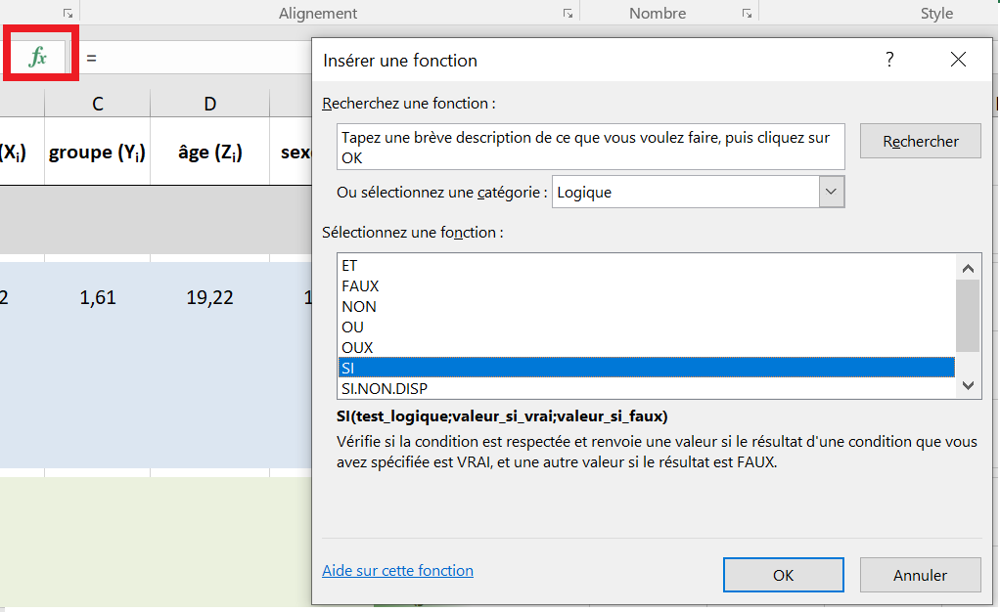 Alignement Nombre Style
fx =
Insérer une fonction ?
Recherchez une fonction :
Tapez une brève description de ce que vous voulez faire, puis cliquez sur
OK
Rechercher
Ou sélectionnez une catégorie : Logique
Sélectionnez une fonction :
ET
FAUX
NON
OU
OUX
SI
SI.NON.DISP
SI(test_logique;valeur_si_vrai;valeur_si_faux)
Vérifie si la condition est respectée et renvoie une valeur si le résultat d'une condition que vous
avez spécifiée est VRAI, et une autre valeur si le résultat est FAUX.
Aide sur cette fonction
OK Annuler
C D
(Xi) groupe (Yi) âge (Zi)
2 1,61 19,22 1